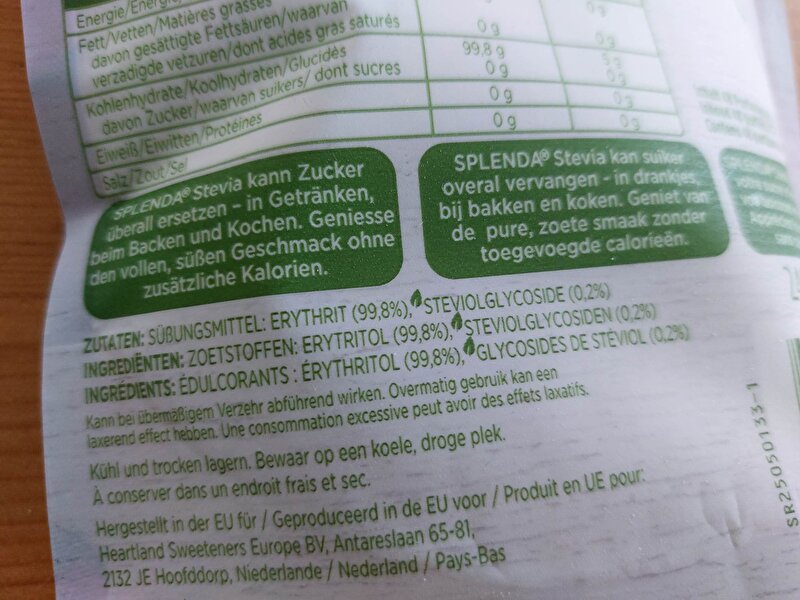 Energie/Energie/
Fett/Vetten/Matières grasses
davon gesättigte Fettsäuren/waarvan
verzadigde vetzuren/dont acides gras saturés
0 g
0 g
0 g
Kohlenhydrate/Koolhydraten/Glucides
99,8 g
5 g
davon Zucker/waarvan suikers/ dont sucres
0 g
0 g
Eiweiß/Eiwitten/Protéines
0 g
0 g
Salz/Zout/Sel
0 g
0 g
SPLENDA® Stevia kann Zucker
überall ersetzen - in Getränken,
beim Backen und Kochen. Geniesse
den vollen, süßen Geschmack ohne
zusätzliche Kalorien.
SPLENDA® Stevia kan suiker
overal vervangen - in drankjes,
bij bakken en koken. Geniet van
de pure, zoete smaak zonder
toegevoegde calorieën.
ZUTATEN: SÜßUNGSMITTEL: ERYTHRIT (99,8%), STEVIOLGLYCOSIDE (0,2%)
INGREDIËNTEN: ZOETSTOFFEN: ERYTRITOL (99,8%), STEVIOLGLYCOSIDEN (0,2%)
INGRÉDIENTS: ÉDULCORANTS : ÉRYTHRITOL (99,8%), GLYCOSIDES DE STÉVIOL (0,2%)
Kann bei übermäßigem Verzehr abführend wirken. Overmatig gebruik kan een
laxerend effect hebben. Une consommation excessive peut avoir des effets laxatifs.
Kühl und trocken lagern. Bewaar op een koele, droge plek.
À conserver dans un endroit frais et sec.
Hergestellt in der EU für / Geproduceerd in de EU voor / Produit en UE pour:
Heartland Sweeteners Europe BV, Antareslaan 65-81,
2132 JE Hoofddorp, Niederlande / Nederland / Pays-Bas
SR25050133-1